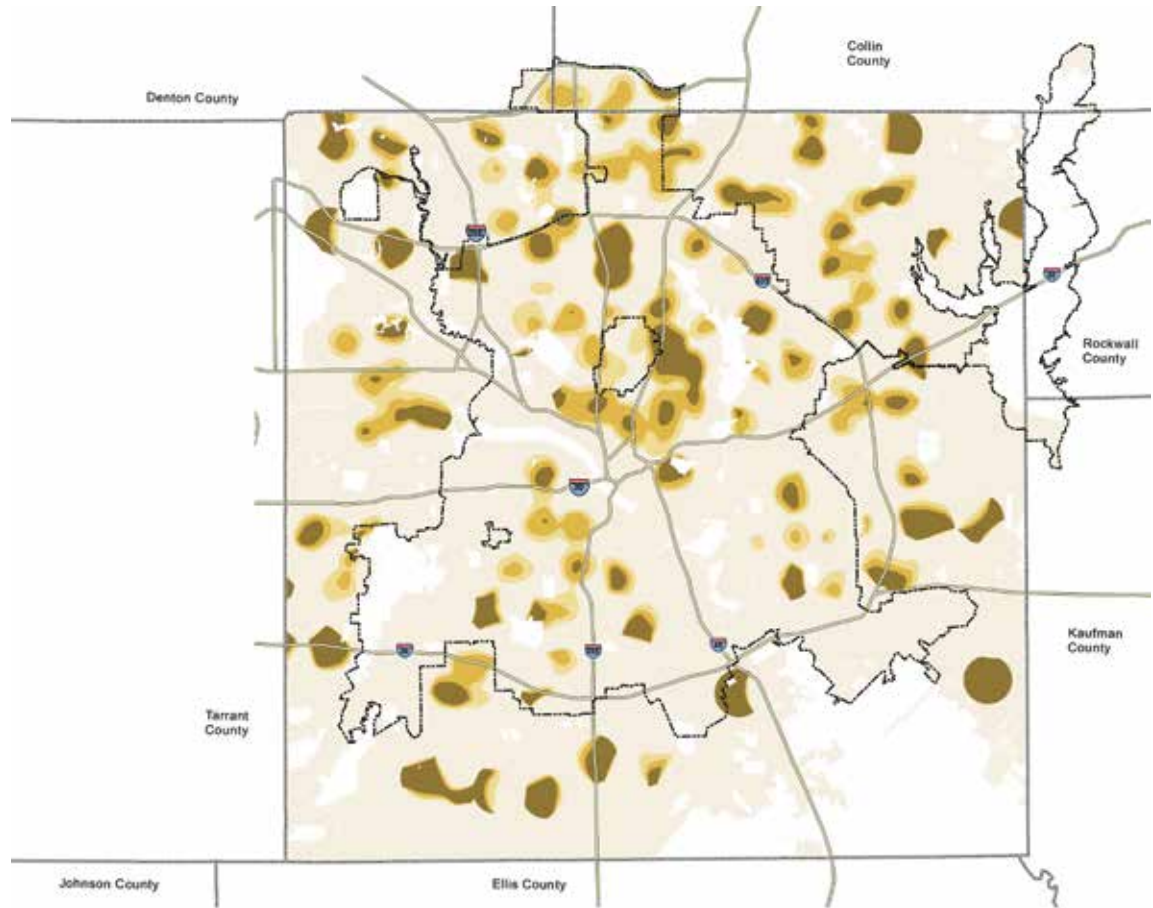 Collin
County
Denton County
Rockwall
County
Kaufman
County
Tarrant
County
Johnson County
Ellis County